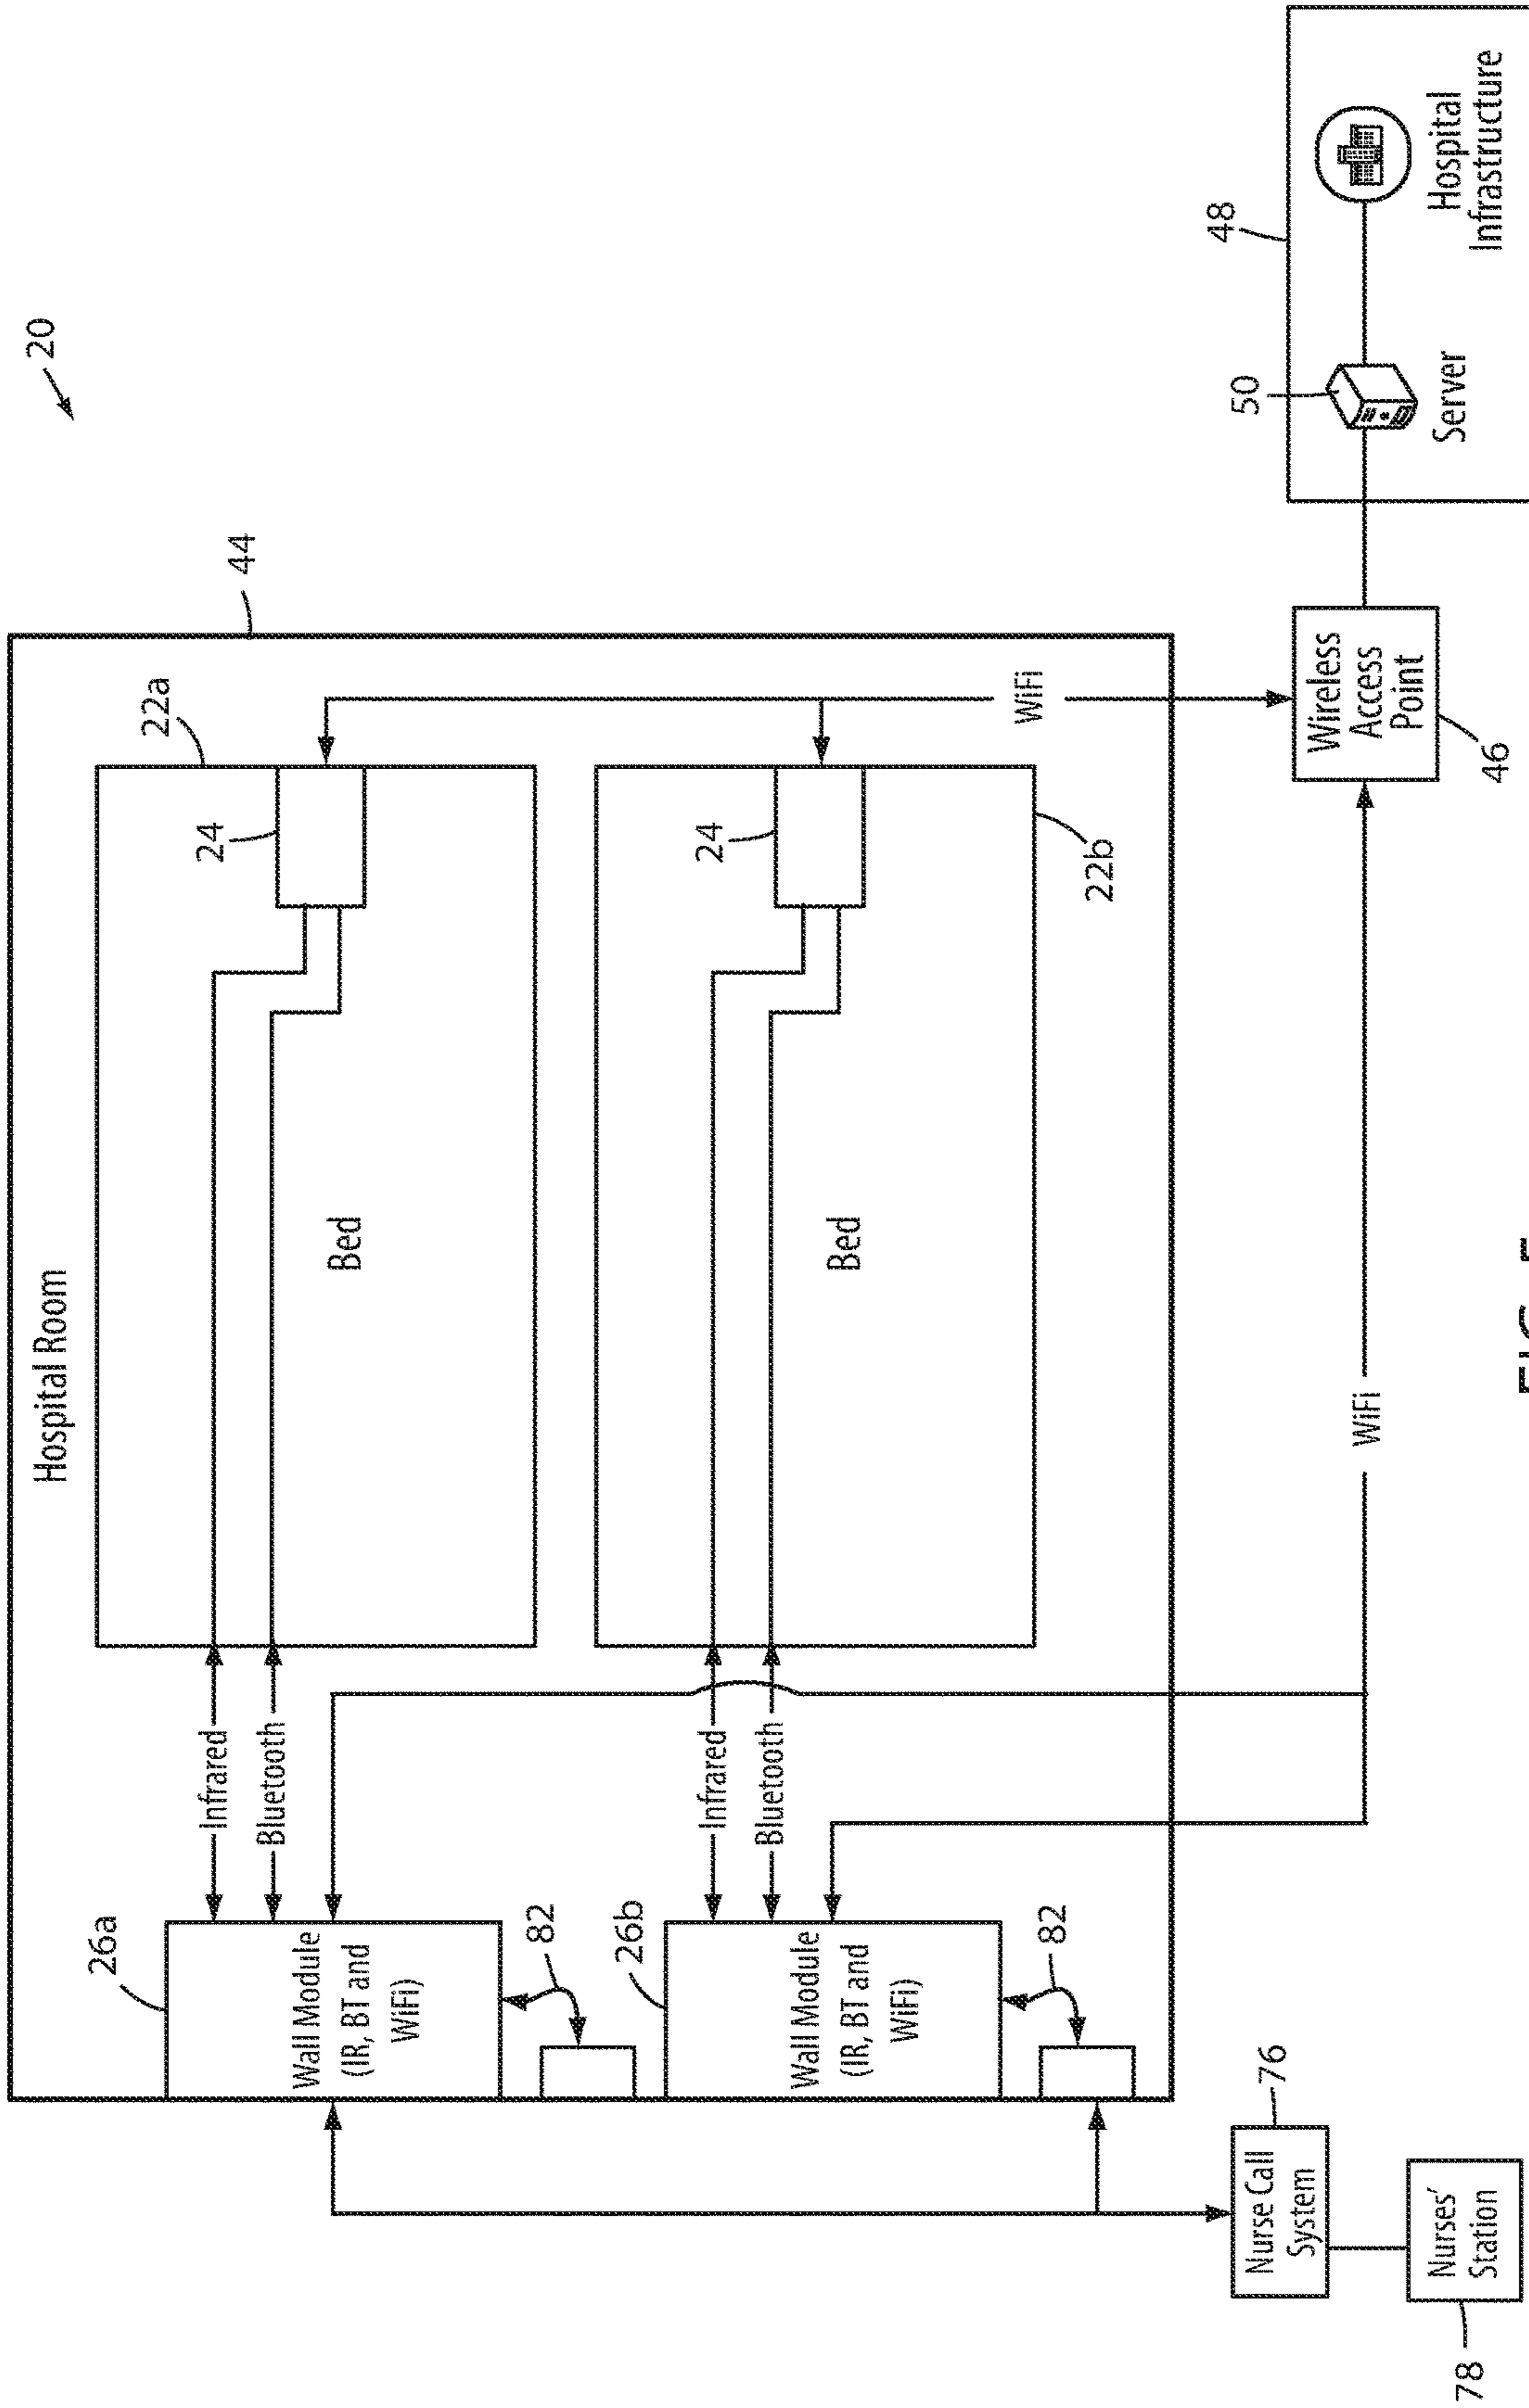 20
Hospital Room
44
26a
22a
Infrared
24
Bluetooth
Wall Module
(IR, BT and
WiFi)
Bed
82
26b
Infrared
24
Bluetooth
Wall Module
(IR, BT and
WiFi)
Bed
WiFi
82
22b
76
Nurse Call
System
78
Nurses'
Station
WiFi
Wireless
Access
Point
46
48
50
Server
Hospital
Infrastructure